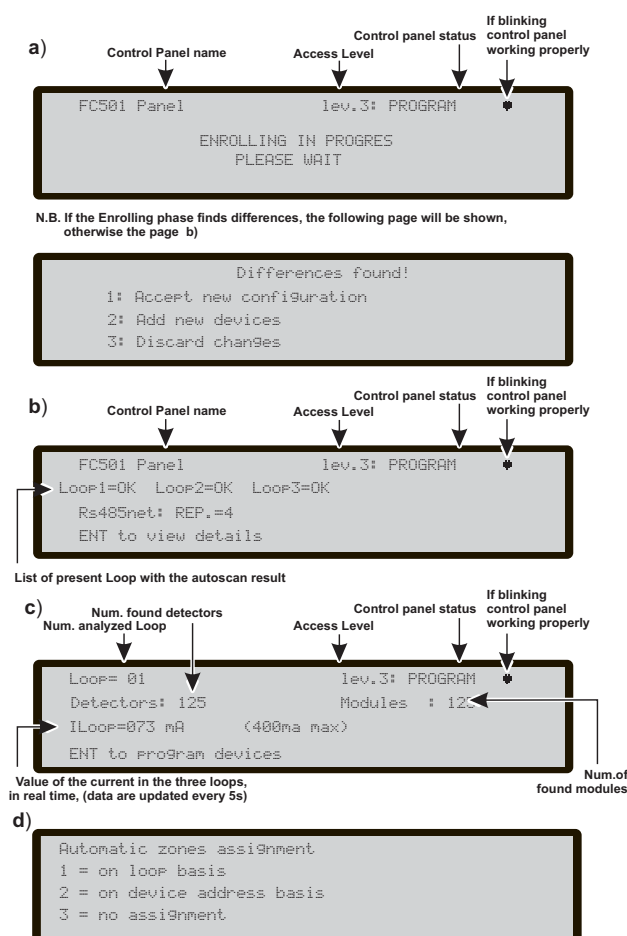 a)
Control Panel name
Access Level
Control panel status
If blinking
control panel
working properly
FC501 Panel lev.3: PROGRAM
ENROLLING IN PROGRES
PLEASE WAIT
N.B. If the Enrolling phase finds differences, the following page will be shown,
otherwise the page b)
Differences found!
1: Accept new configuration
2: Add new devices
3: Discard changes
b)
Control Panel name
Access Level
Control panel status
If blinking
control panel
working properly
FC501 Panel lev.3: PROGRAM
Loop1=OK Loop2=OK Loop3=OK
Rs485net: REP.=4
ENT to view details
List of present Loop with the autoscan result
c)
Num. analyzed Loop
Num. found detectors
Access Level
Control panel status
If blinking
control panel
working properly
Loop= 01 lev.3: PROGRAM
Detectors: 125 Modules : 123
ILoop=073 mA (400ma max)
ENT to program devices
Value of the current in the three loops,
in real time, (data are updated every 5s)
Num.of
found modules
d)
Automatic zones assignment
1 = on loop basis
2 = on device address basis
3 = no assignment